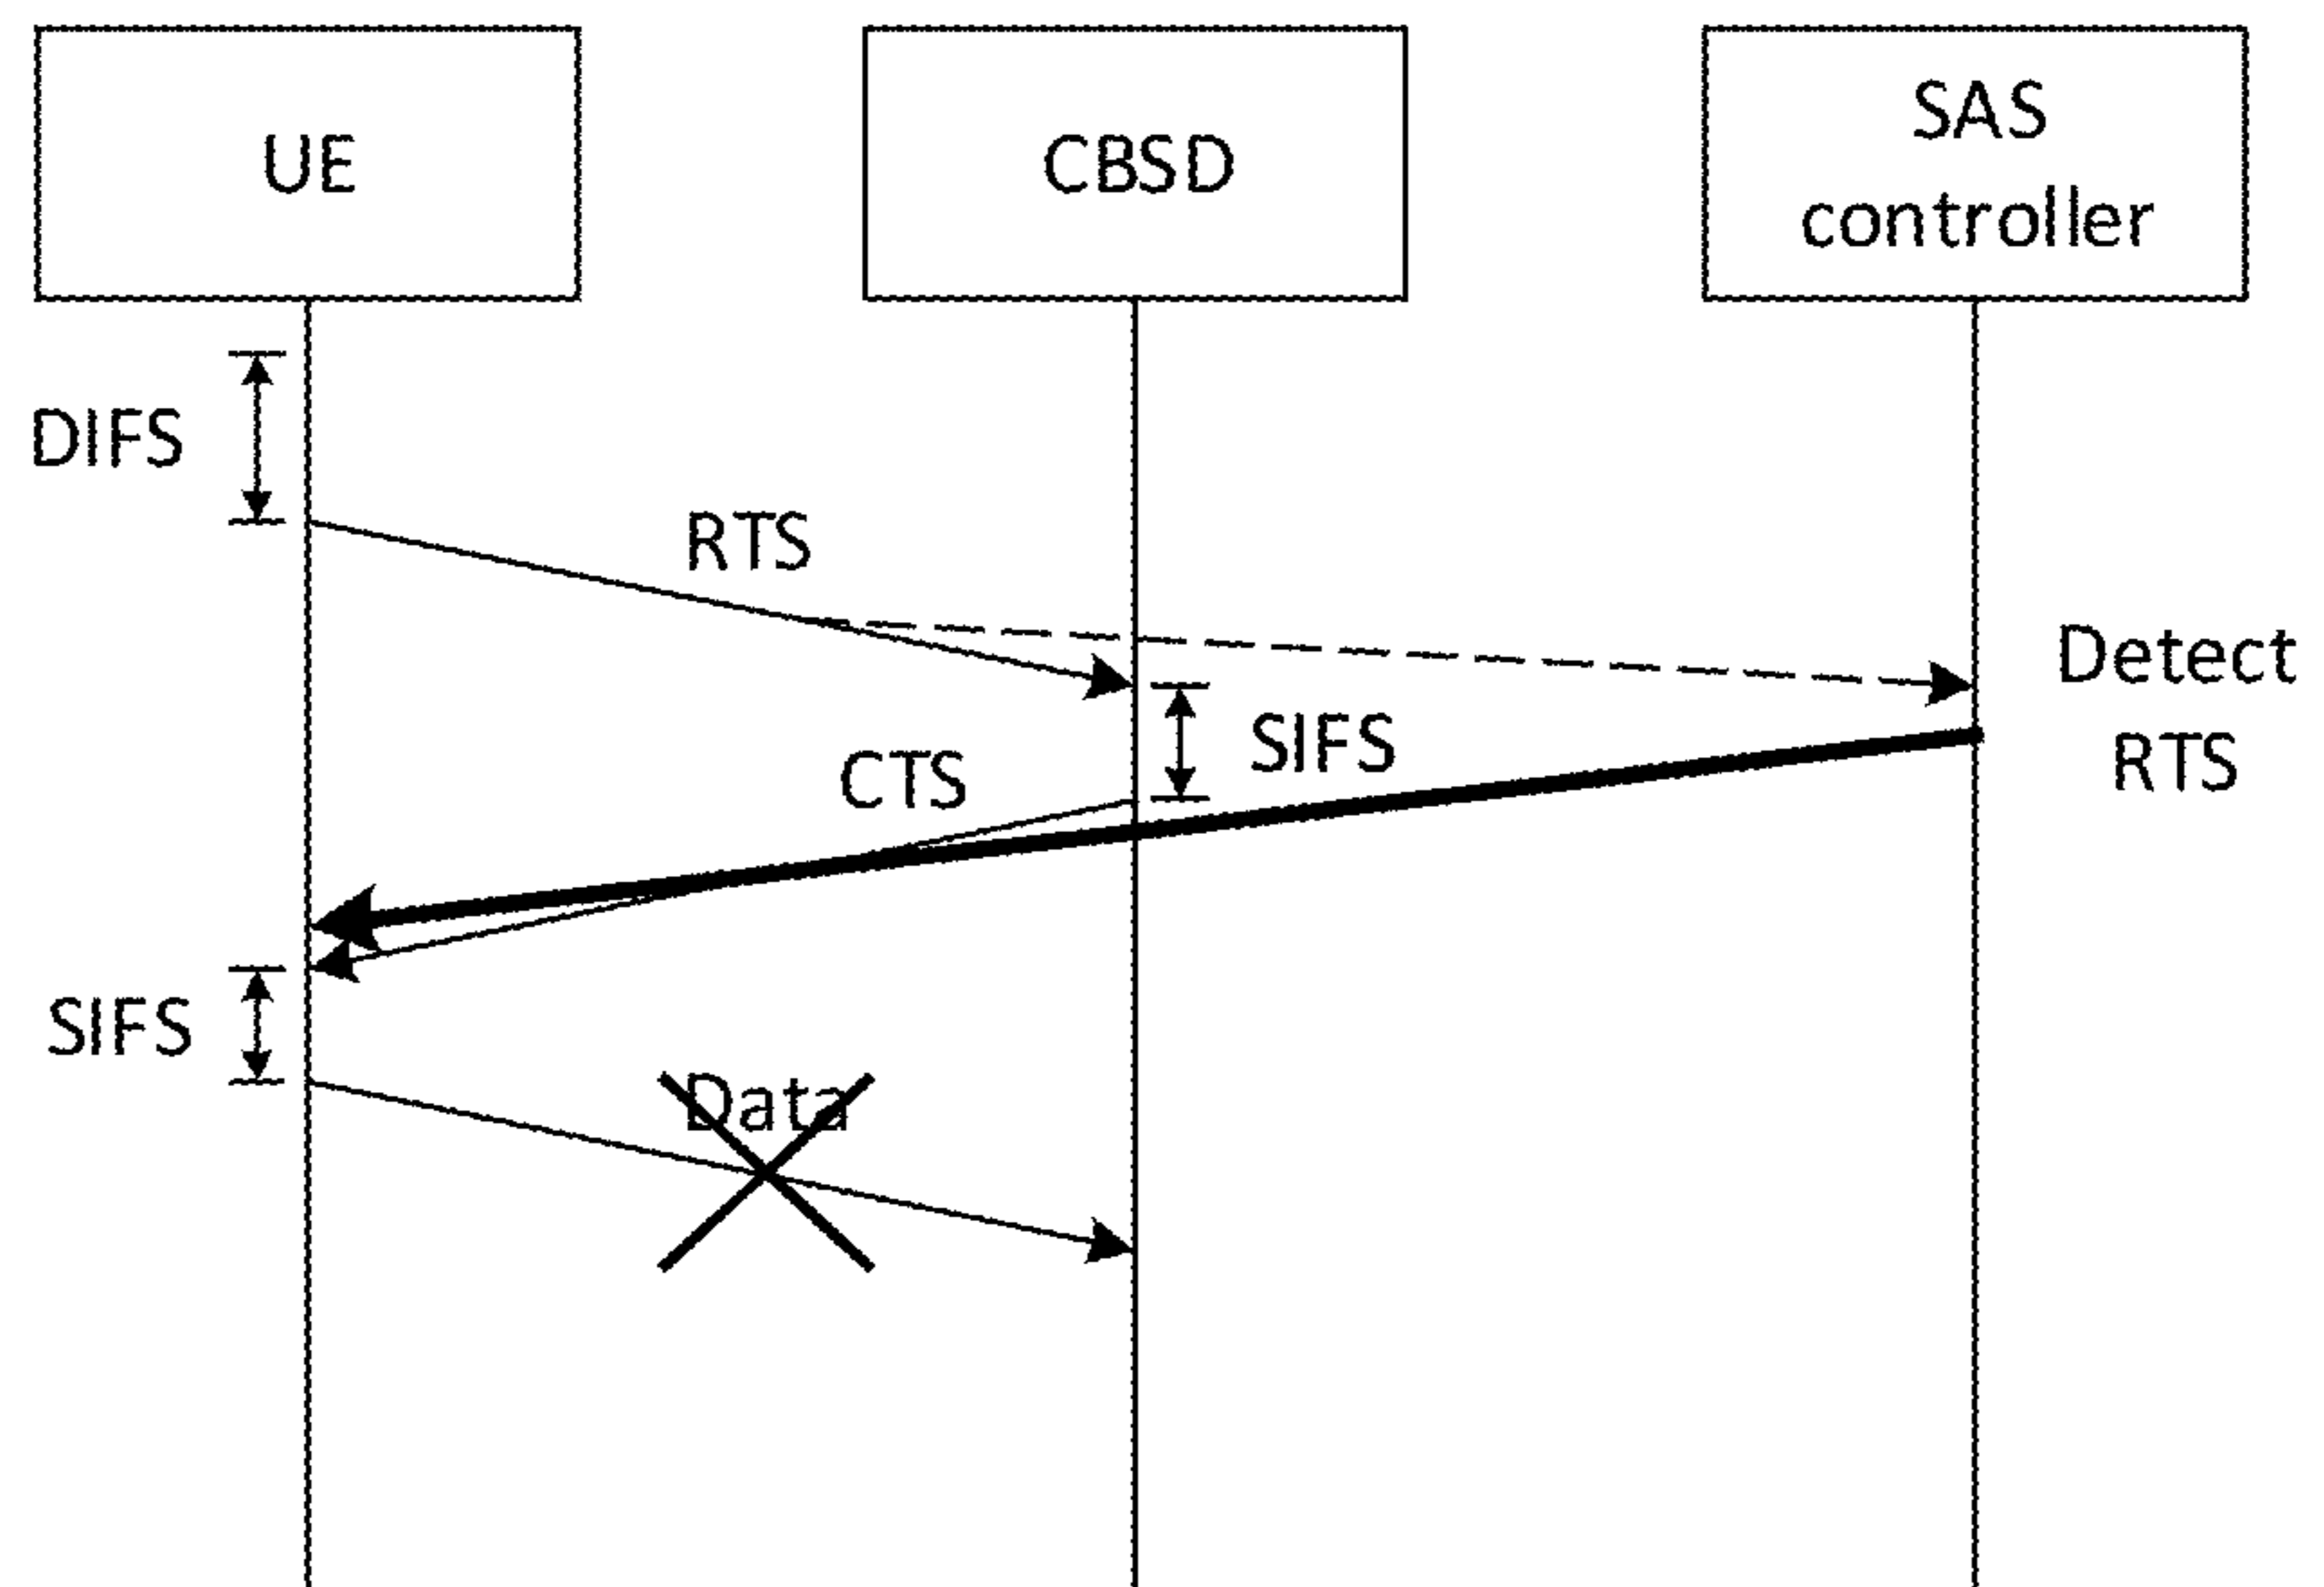 UE
CBSD
SAS
controller
DIFS
RTS
Detect
RTS
SIFS
CTS
SIFS
Data